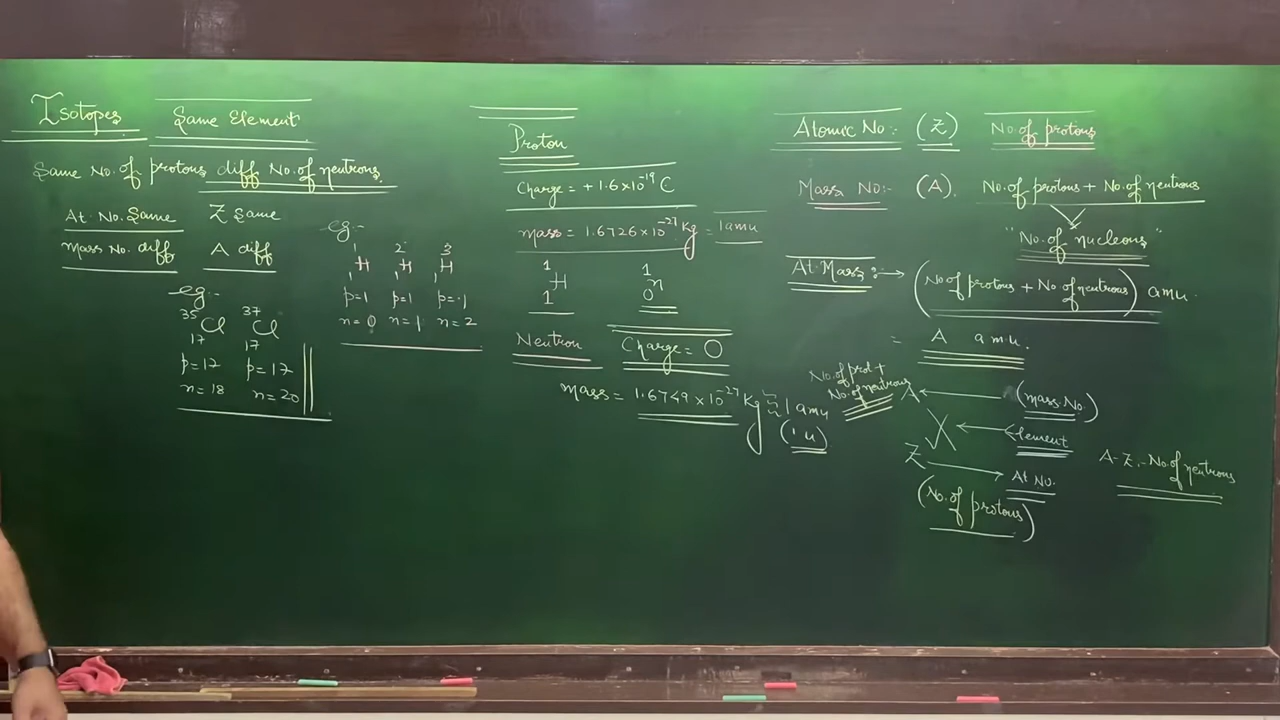 Isotopes Same Element
Same No. of protons diff No. of neutrons.
At. No. Same Z Same
Mass No. diff A diff
eg:-
35 Cl 37 Cl
17 17
p=17 p=17
n=18 n=20
eg:-
1 2 3
H H H
1 1 1
p=1 p=1 p=1
n=0 n=1 n=2
Proton
Charge = +1.6×10⁻¹⁹ C
mass = 1.6726×10⁻²⁷ Kg = 1amu
1 1
H n
1 0
Neutron Charge = 0
mass = 1.6749×10⁻²⁷ Kg ≈ 1 amu
(1 u)
Atomic No:- (Z) No. of protons
Mass No:- (A). No. of protons + No. of neutrons
"No. of nucleons"
At. Mass :→ (No of protons + No. of neutrons) amu.
= A a m u.
No. of prot +
No. of neutrons A ← (mass. No.)
X ← Element
Z → At No.
(No. of protons)
A-Z :- No. of neutrons